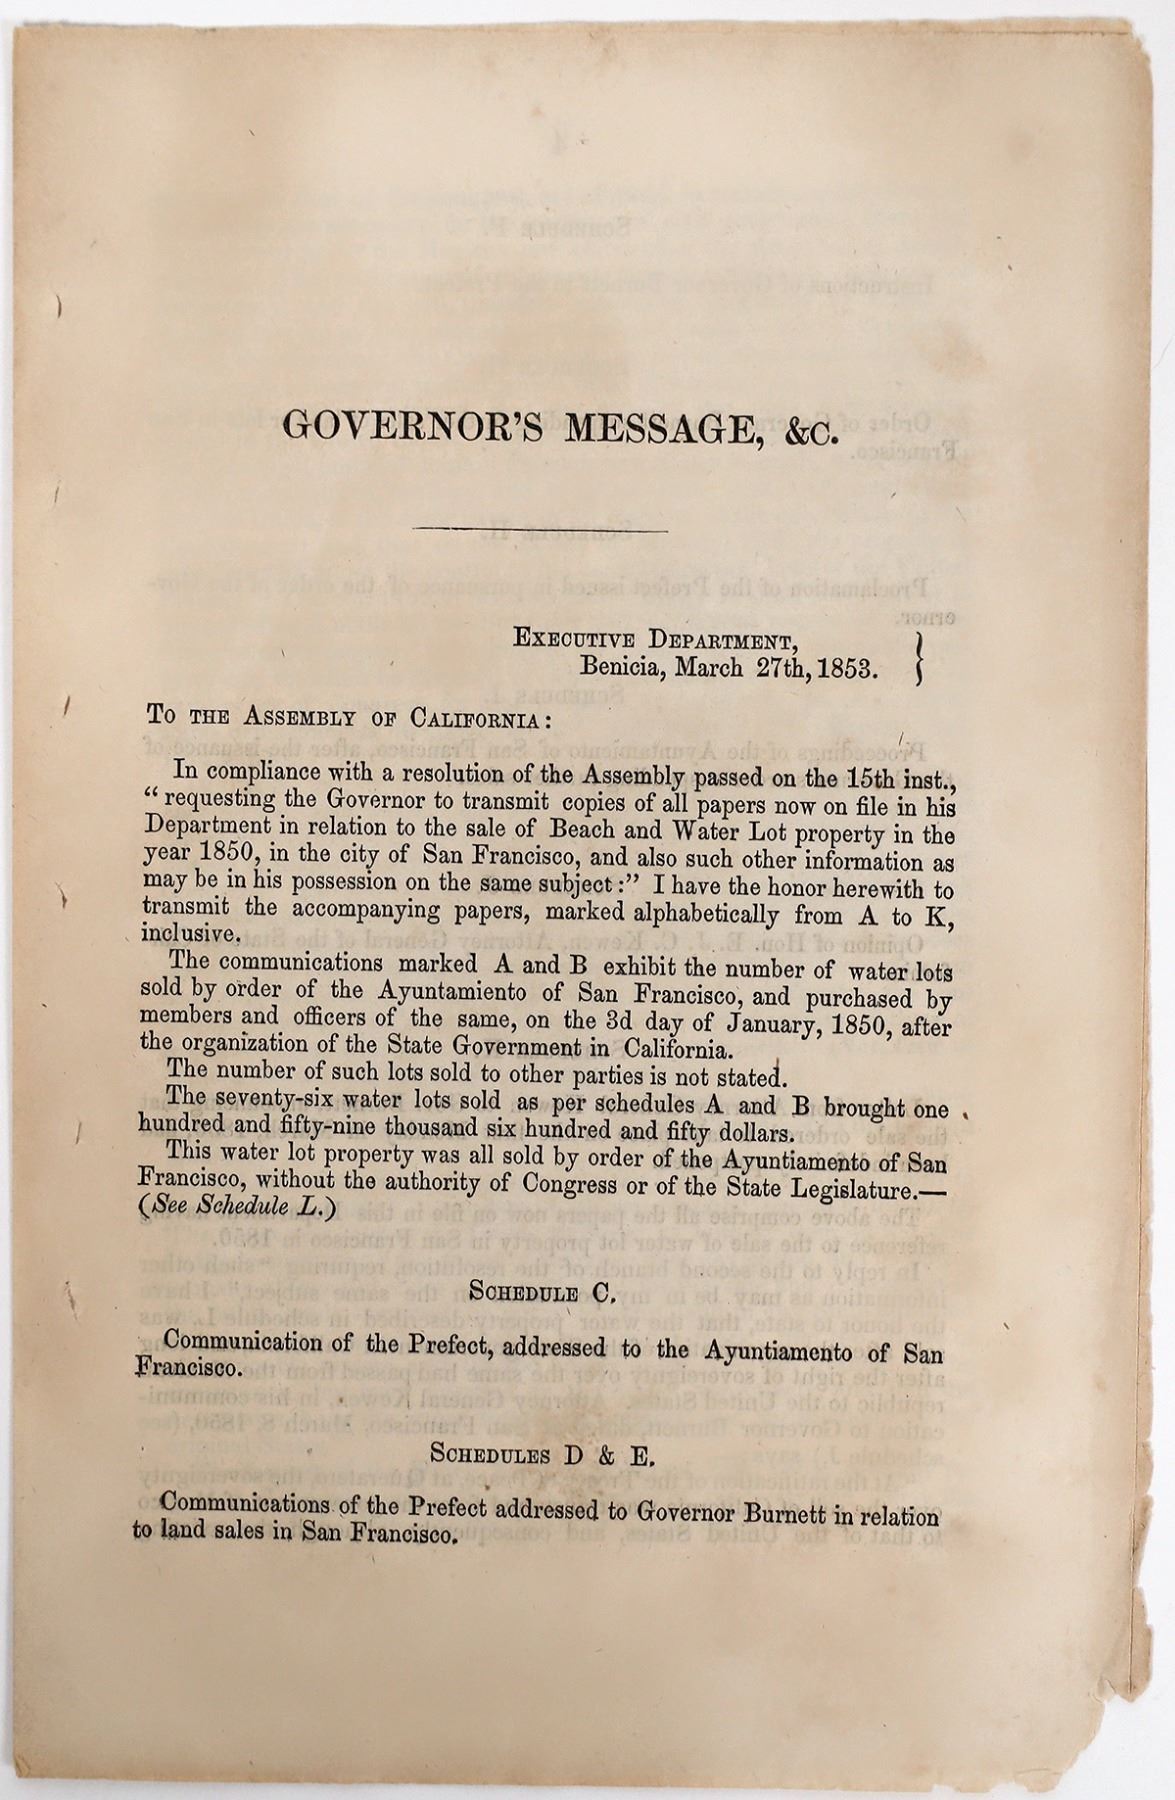 GOVERNOR'S MESSAGE, &C.
EXECUTIVE DEPARTMENT,
Benicia, March 27th, 1853. }
TO THE ASSEMBLY OF CALIFORNIA:
In compliance with a resolution of the Assembly passed on the 15th inst.,
“requesting the Governor to transmit copies of all papers now on file in his
Department in relation to the sale of Beach and Water Lot property in the
year 1850, in the city of San Francisco, and also such other information as
may be in his possession on the same subject:” I have the honor herewith to
transmit the accompanying papers, marked alphabetically from A to K,
inclusive.
The communications marked A and B exhibit the number of water lots
sold by order of the Ayuntamiento of San Francisco, and purchased by
members and officers of the same, on the 3d day of January, 1850, after
the organization of the State Government in California.
The number of such lots sold to other parties is not stated.
The seventy-six water lots sold as per schedules A and B brought one
hundred and fifty-nine thousand six hundred and fifty dollars.
This water lot property was all sold by order of the Ayuntiamento of San
Francisco, without the authority of Congress or of the State Legislature.—
(See Schedule L.)
SCHEDULE C.
Communication of the Prefect, addressed to the Ayuntiamento of San
Francisco.
SCHEDULES D & E.
Communications of the Prefect addressed to Governor Burnett in relation
to land sales in San Francisco.